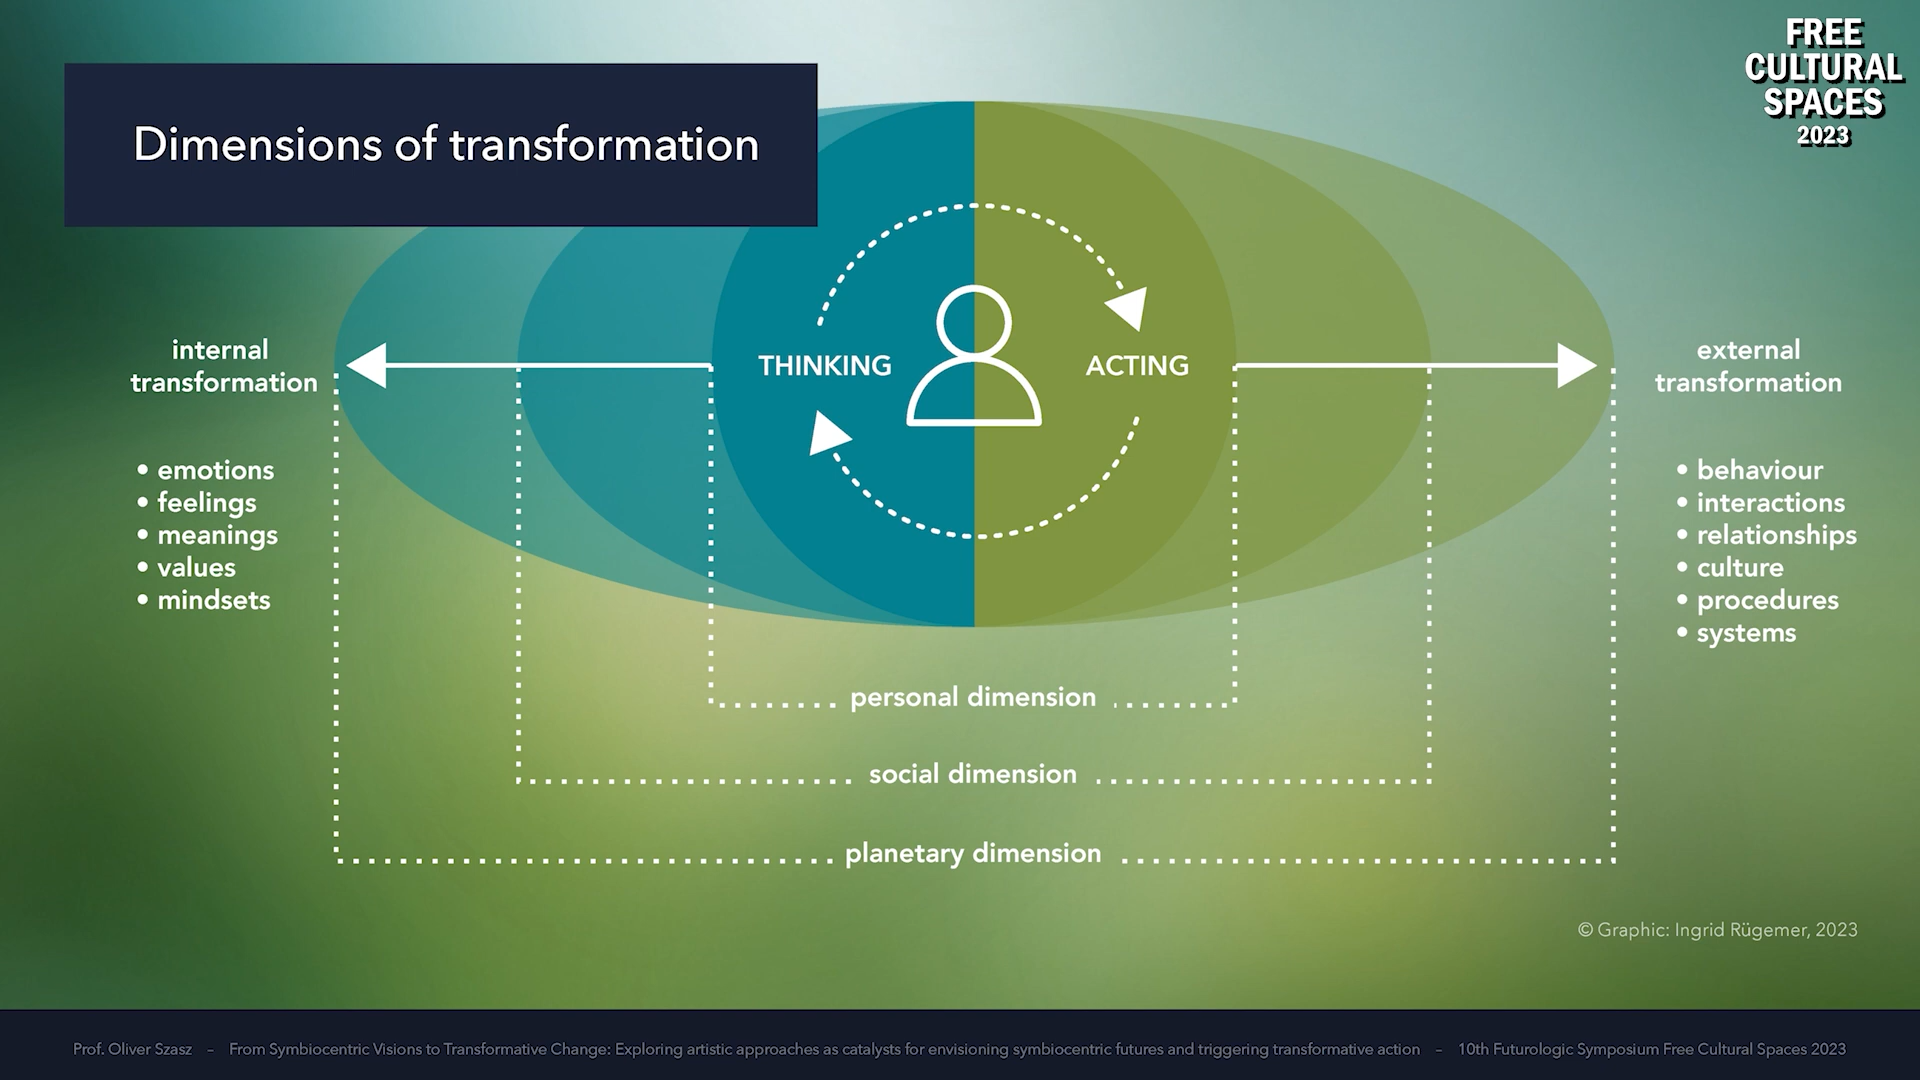 FREE
CULTURAL
SPACES
2023
Dimensions of transformation
THINKING
ACTING
internal
transformation
• emotions
• feelings
• meanings
• values
• mindsets
external
transformation
• behaviour
• interactions
• relationships
• culture
• procedures
• systems
personal dimension
social dimension
planetary dimension
© Graphic: Ingrid Rügemer, 2023
Prof. Oliver Szasz – From Symbiocentric Visions to Transformative Change: Exploring artistic approaches as catalysts for envisioning symbiocentric futures and triggering transformative action – 10th Futurologic Symposium Free Cultural Spaces 2023